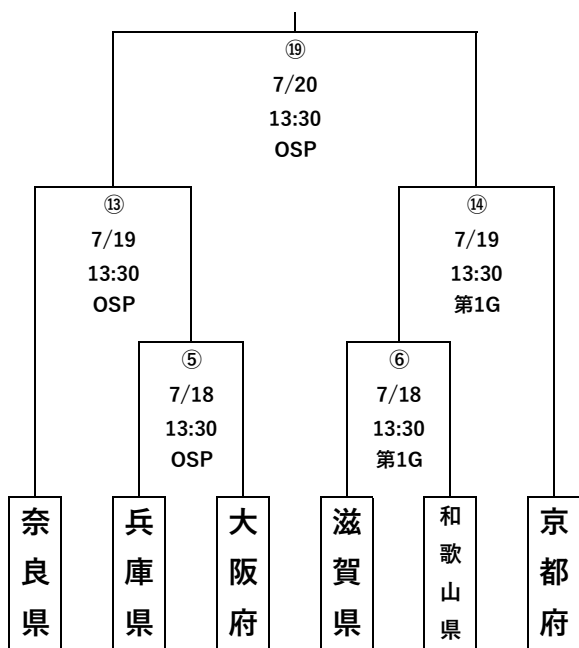 ⑲
7/20
13:30
OSP
⑬
7/19
13:30
OSP
⑭
7/19
13:30
第1G
⑤
7/18
13:30
OSP
⑥
7/18
13:30
第1G
奈良県
兵庫県
大阪府
滋賀県
和歌山県
京都府